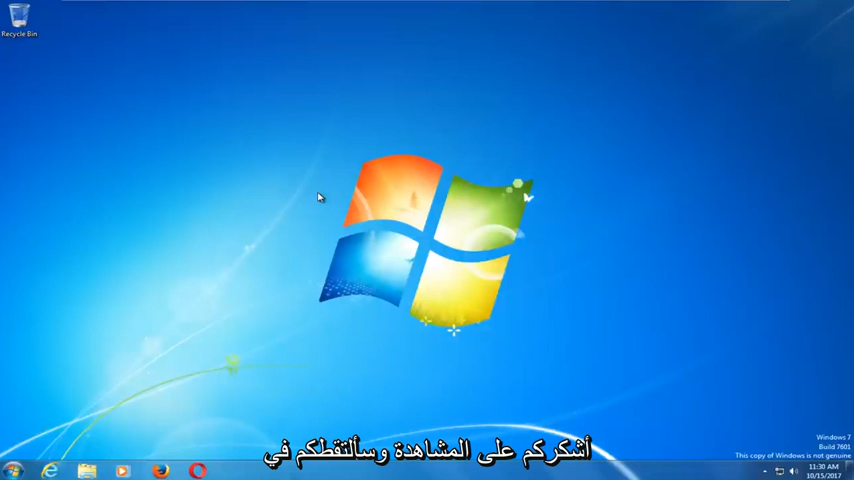 Recycle Bin
Windows 7
Build 7601
This copy of Windows is not genuine
أشكركم على المشاهدة وسألتقطكم في
11:30 AM
10/15/2017